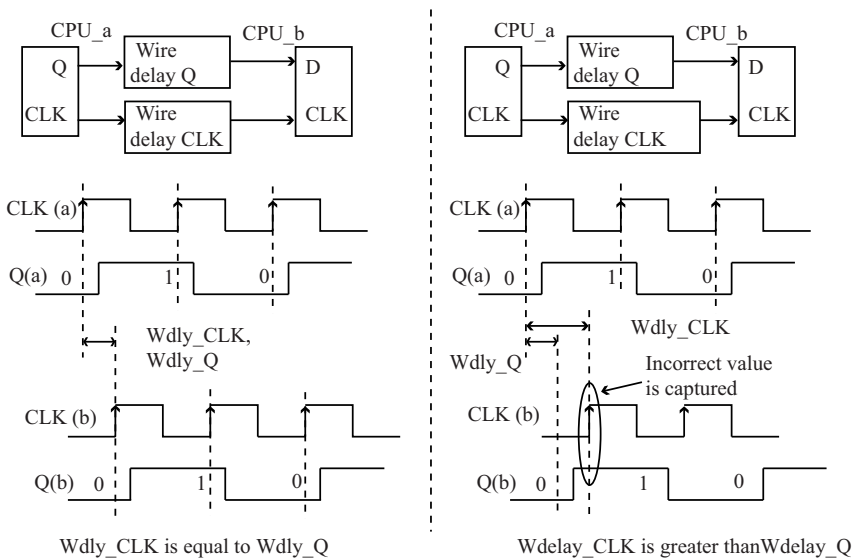 CPU_a
CPU_b
Q
Wire
delay Q
D
CLK
Wire
delay CLK
CLK
CLK (a)
Q(a)
0
1
0
Wdly_CLK,
Wdly_Q
CLK (b)
Q(b)
0
1
0
Wdly_CLK is equal to Wdly_Q
CPU_a
CPU_b
Q
Wire
delay Q
D
CLK
Wire
delay CLK
CLK
CLK (a)
Q(a)
0
1
0
Wdly_CLK
Wdly_Q
Incorrect value
is captured
CLK (b)
Q(b)
0
1
0
Wdelay_CLK is greater thanWdelay_Q